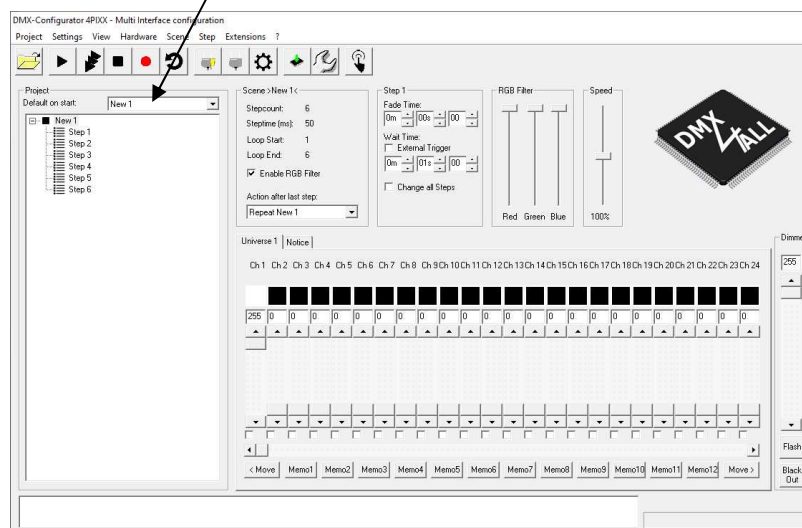 DMX-Configurator 4PIXX - Multi Interface configuration
Project Settings View Hardware Scene Step Extensions ?
Project
Default on start: New 1
New 1
Step 1
Step 2
Step 3
Step 4
Step 5
Step 6
Scene >New 1<
Stepcount: 6
Steptime (ms): 50
Loop Start: 1
Loop End: 6
Enable RGB Filter
Action after last step:
Repeat New 1
Step 1
Fade Time:
0m 00s 00
Wait Time:
External Trigger
0m 01s 00
Change all Steps
RGB Filter
Red Green Blue
Speed
100%
DMX
4ALL
Universe 1 Notice
Ch 1 Ch 2 Ch 3 Ch 4 Ch 5 Ch 6 Ch 7 Ch 8 Ch 9 Ch 10 Ch 11 Ch 12 Ch 13 Ch 14 Ch 15 Ch 16 Ch 17 Ch 18 Ch 19 Ch 20 Ch 21 Ch 22 Ch 23 Ch 24
255 0 0 0 0 0 0 0 0 0 0 0 0 0 0 0 0 0 0 0 0 0 0 0
< Move Memo1 Memo2 Memo3 Memo4 Memo5 Memo6 Memo7 Memo8 Memo9 Memo10 Memo11 Memo12 Move >
Dimme
255
Flash
Black
Out